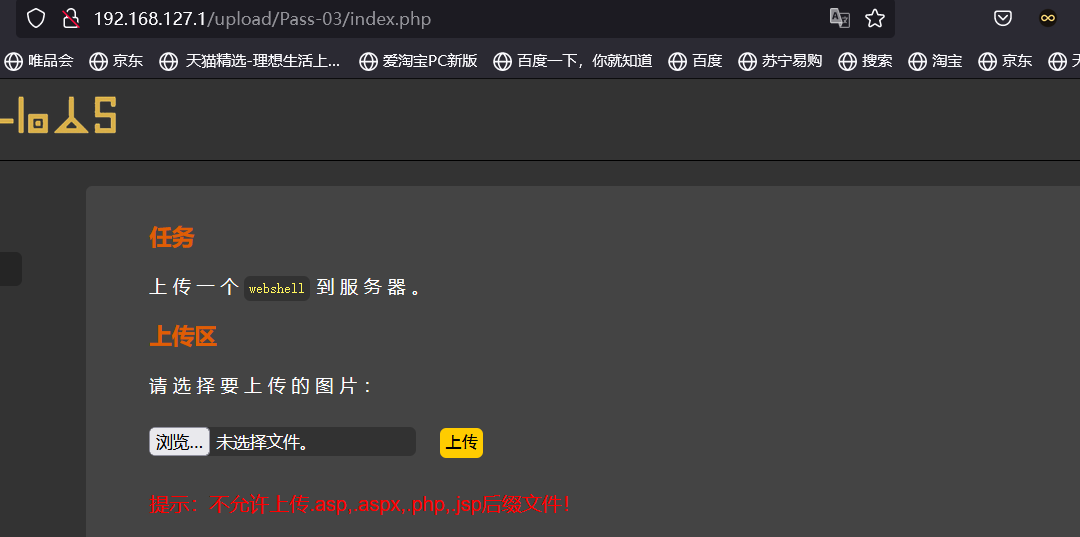 192.168.127.1/upload/Pass-03/index.php
唯品会 京东 天猫精选-理想生活上... 爱淘宝PC新版 百度一下，你就知道 百度 苏宁易购 搜索 淘宝 京东
任务
上传一个 webshell 到服务器。
上传区
请选择要上传的图片：
浏览... 未选择文件。 上传
提示：不允许上传.asp,.aspx,.php,.jsp后缀文件！